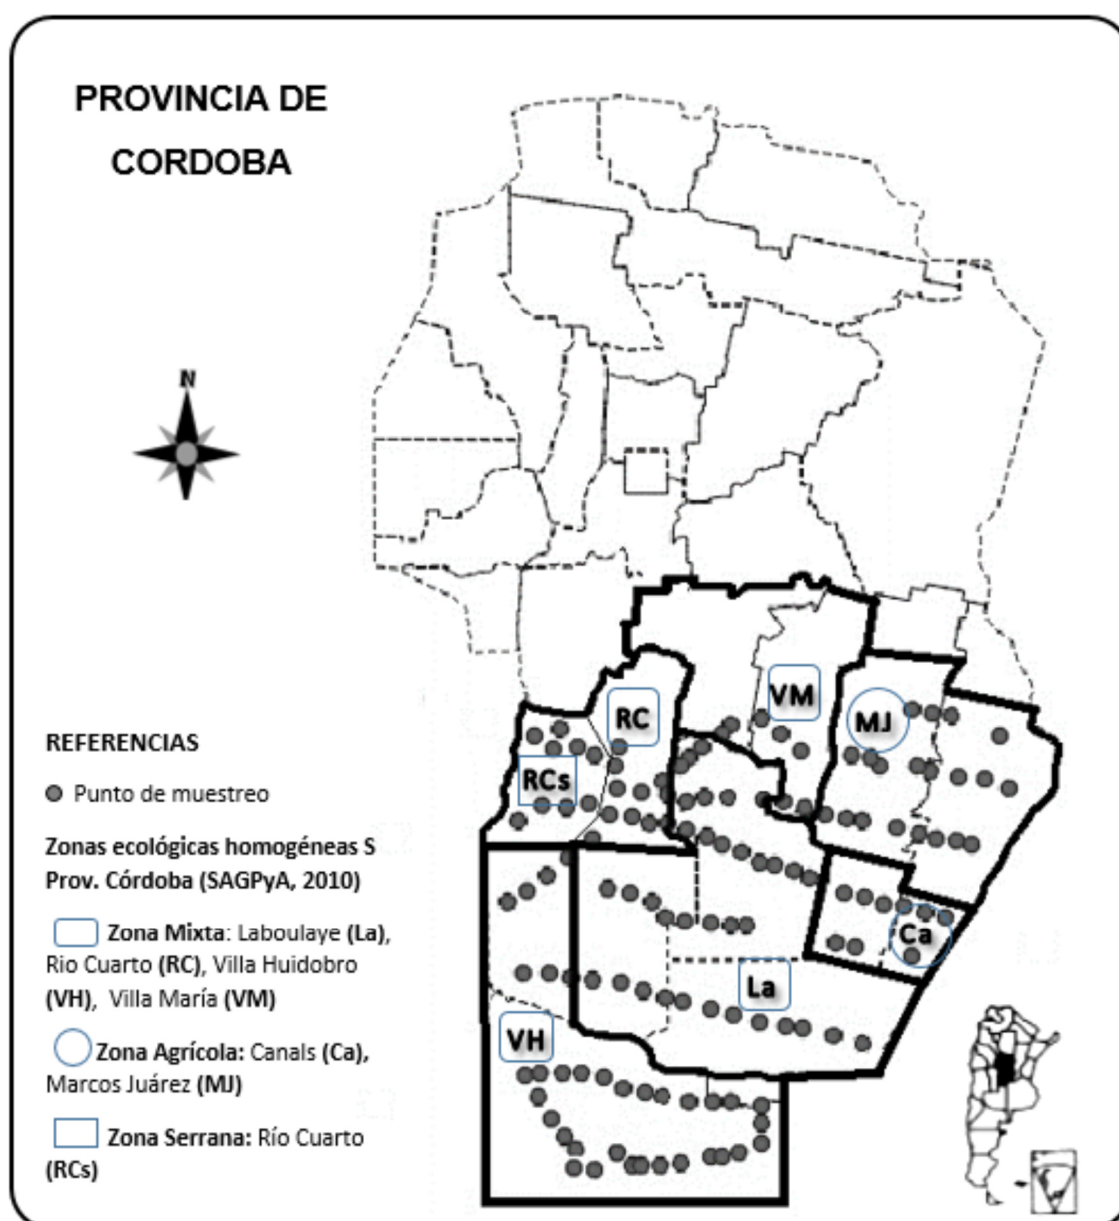 PROVINCIA DE
CORDOBA
N
REFERENCIAS
Punto de muestreo
Zonas ecológicas homogéneas S
Prov. Córdoba (SAGPyA, 2010)
Zona Mixta: Laboulaye (La),
Rio Cuarto (RC), Villa Huidobro
(VH), Villa María (VM)
Zona Agrícola: Canals (Ca),
Marcos Juárez (MJ)
Zona Serrana: Río Cuarto
(RCs)
VM
RC
MJ
RCs
Ca
La
VH